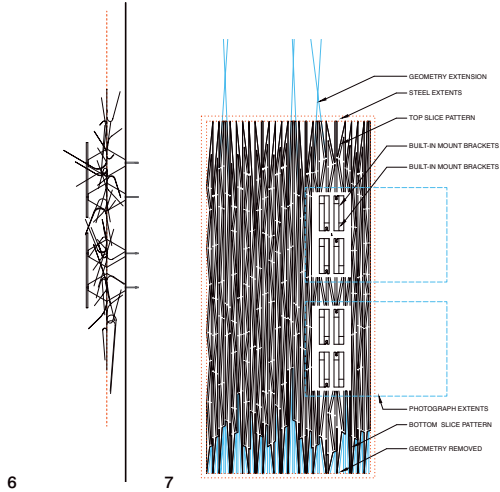 GEOMETRY EXTENSION
STEEL EXTENTS
TOP SLICE PATTERN
BUILT-IN MOUNT BRACKETS
BUILT-IN MOUNT BRACKETS
PHOTOGRAPH EXTENTS
BOTTOM SLICE PATTERN
GEOMETRY REMOVED
6
7